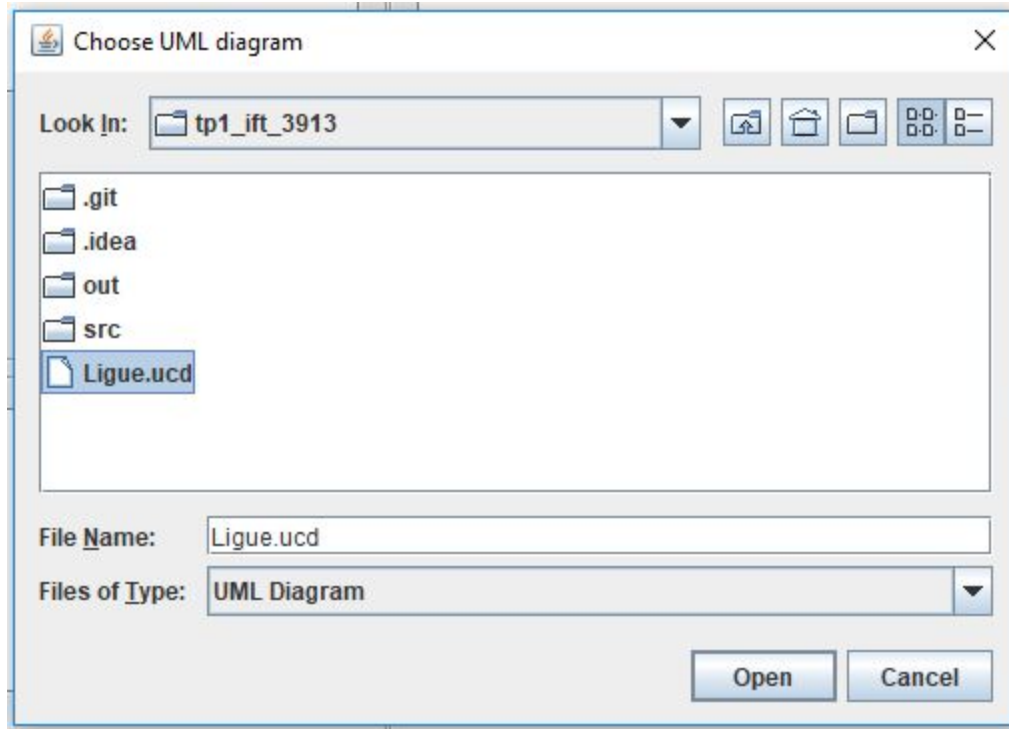 Choose UML diagram
Look In: tp1_ift_3913
.git
.idea
out
src
Ligue.ucd
File Name: Ligue.ucd
Files of Type: UML Diagram
Open Cancel